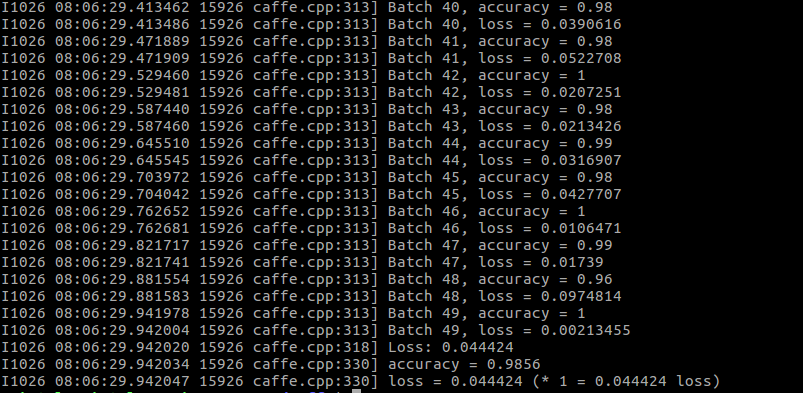 I1026 08:06:29.413462 15926 caffe.cpp:313] Batch 40, accuracy = 0.98
I1026 08:06:29.413486 15926 caffe.cpp:313] Batch 40, loss = 0.0390616
I1026 08:06:29.471889 15926 caffe.cpp:313] Batch 41, accuracy = 0.98
I1026 08:06:29.471909 15926 caffe.cpp:313] Batch 41, loss = 0.0522708
I1026 08:06:29.529460 15926 caffe.cpp:313] Batch 42, accuracy = 1
I1026 08:06:29.529481 15926 caffe.cpp:313] Batch 42, loss = 0.0207251
I1026 08:06:29.587440 15926 caffe.cpp:313] Batch 43, accuracy = 0.98
I1026 08:06:29.587460 15926 caffe.cpp:313] Batch 43, loss = 0.0213426
I1026 08:06:29.645510 15926 caffe.cpp:313] Batch 44, accuracy = 0.99
I1026 08:06:29.645545 15926 caffe.cpp:313] Batch 44, loss = 0.0316907
I1026 08:06:29.703972 15926 caffe.cpp:313] Batch 45, accuracy = 0.98
I1026 08:06:29.704042 15926 caffe.cpp:313] Batch 45, loss = 0.0427707
I1026 08:06:29.762652 15926 caffe.cpp:313] Batch 46, accuracy = 1
I1026 08:06:29.762681 15926 caffe.cpp:313] Batch 46, loss = 0.0106471
I1026 08:06:29.821717 15926 caffe.cpp:313] Batch 47, accuracy = 0.99
I1026 08:06:29.821741 15926 caffe.cpp:313] Batch 47, loss = 0.01739
I1026 08:06:29.881554 15926 caffe.cpp:313] Batch 48, accuracy = 0.96
I1026 08:06:29.881583 15926 caffe.cpp:313] Batch 48, loss = 0.0974814
I1026 08:06:29.941978 15926 caffe.cpp:313] Batch 49, accuracy = 1
I1026 08:06:29.942004 15926 caffe.cpp:313] Batch 49, loss = 0.00213455
I1026 08:06:29.942020 15926 caffe.cpp:318] Loss: 0.044424
I1026 08:06:29.942034 15926 caffe.cpp:330] accuracy = 0.9856
I1026 08:06:29.942047 15926 caffe.cpp:330] loss = 0.044424 (* 1 = 0.044424 loss)